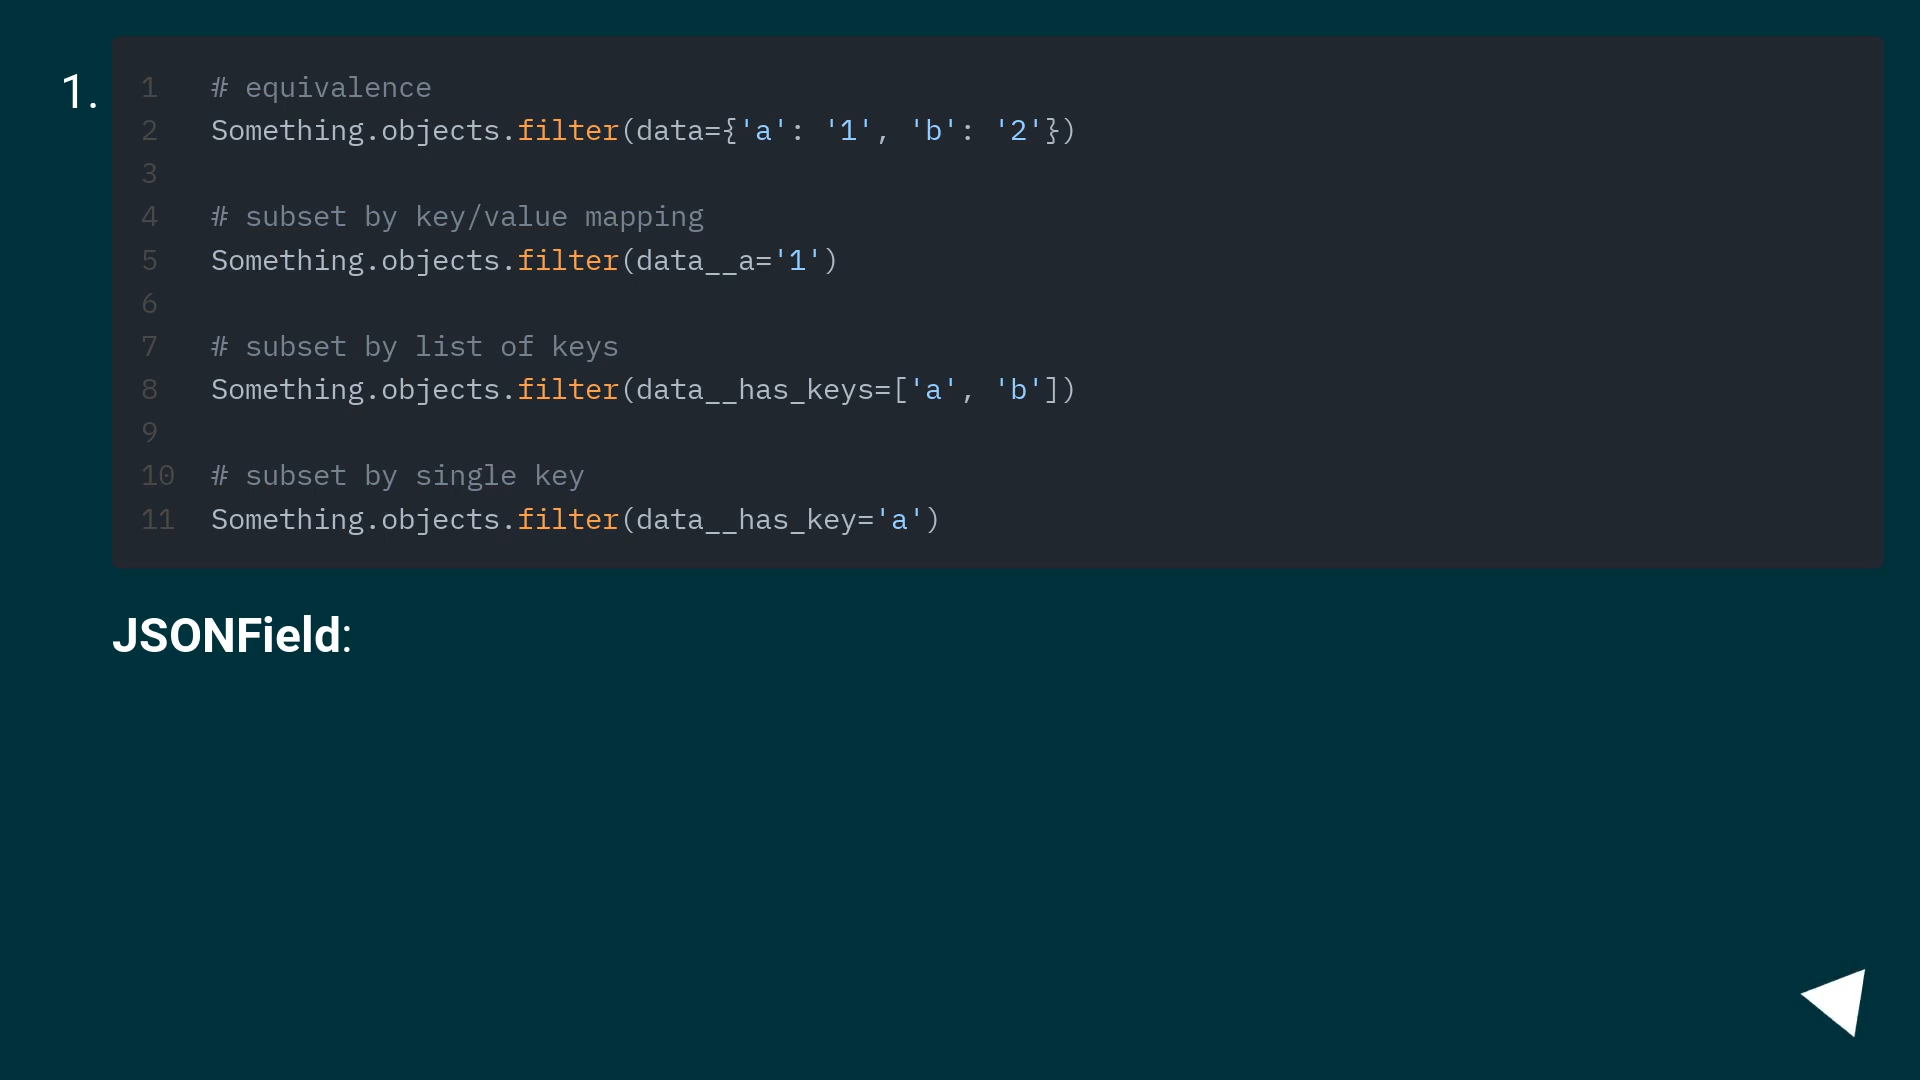 1.
1 # equivalence
2 Something.objects.filter(data={'a': '1', 'b': '2'})
3
4 # subset by key/value mapping
5 Something.objects.filter(data__a='1')
6
7 # subset by list of keys
8 Something.objects.filter(data__has_keys=['a', 'b'])
9
10 # subset by single key
11 Something.objects.filter(data__has_key='a')
JSONField: